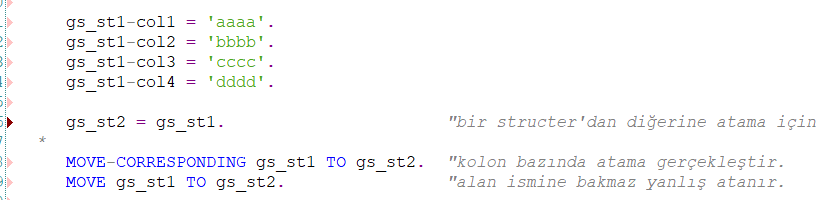 gs_st1-col1 = 'aaaa'.
gs_st1-col2 = 'bbbb'.
gs_st1-col3 = 'cccc'.
gs_st1-col4 = 'dddd'.
gs_st2 = gs_st1. "bir structer'dan diğerine atama için
*
MOVE-CORRESPONDING gs_st1 TO gs_st2. "kolon bazında atama gerçekleştir.
MOVE gs_st1 TO gs_st2. "alan ismine bakmaz yanlış atanır.